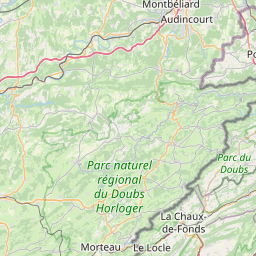 Montbéliard
Audincourt
Parc du
Doubs
Parc naturel
régional
du Doubs
Horloger
La Chaux-
de-Fonds
Morteau
Le Locle